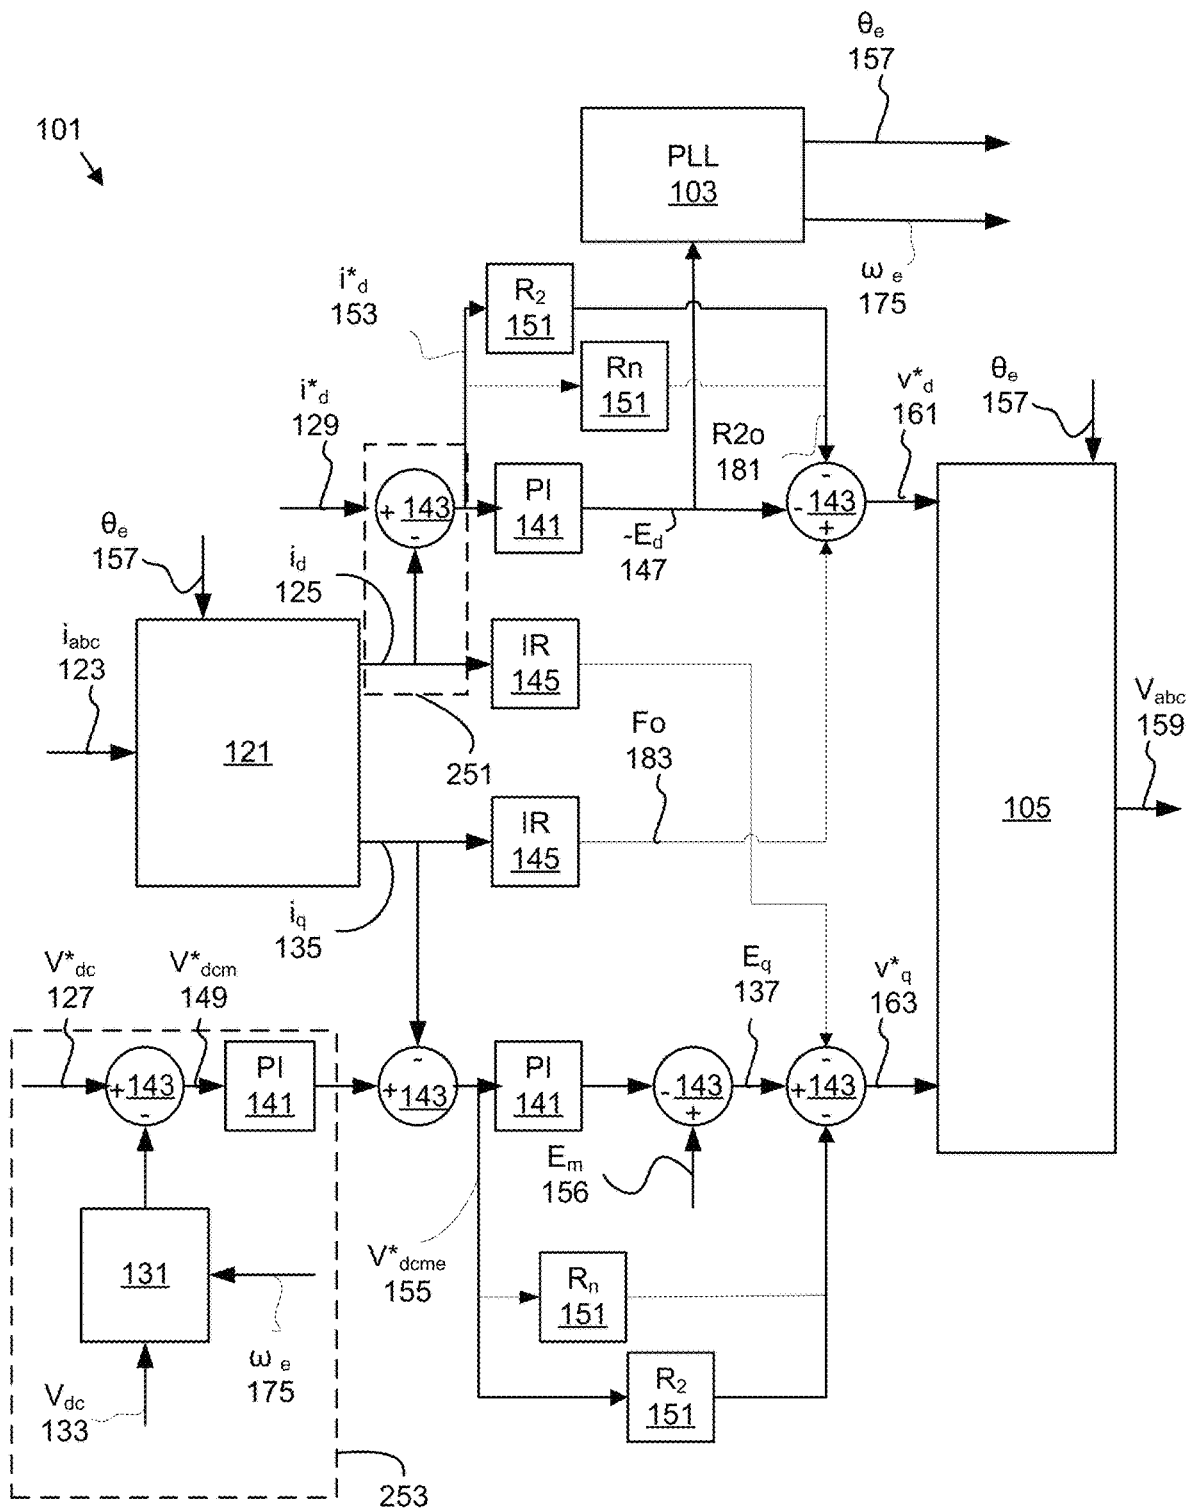 θe
157
101
PLL
103
ωe
175
i*d
153
R2
151
Rn
151
i*d
129
θe
157
v*d
161
R2o
181
+ 143
-
PI
141
-
- 143
+
-Ed
147
θe
157
id
125
iabc
123
IR
145
Vabc
159
121
251
Fo
183
105
IR
145
iq
135
V*dc
127
V*dcm
149
Eq
137
v*q
163
+ 143
-
PI
141
-
+ 143
PI
141
- 143
+
-
+ 143
-
Em
156
V*dcme
155
131
Rn
151
ωe
175
R2
151
Vdc
133
253